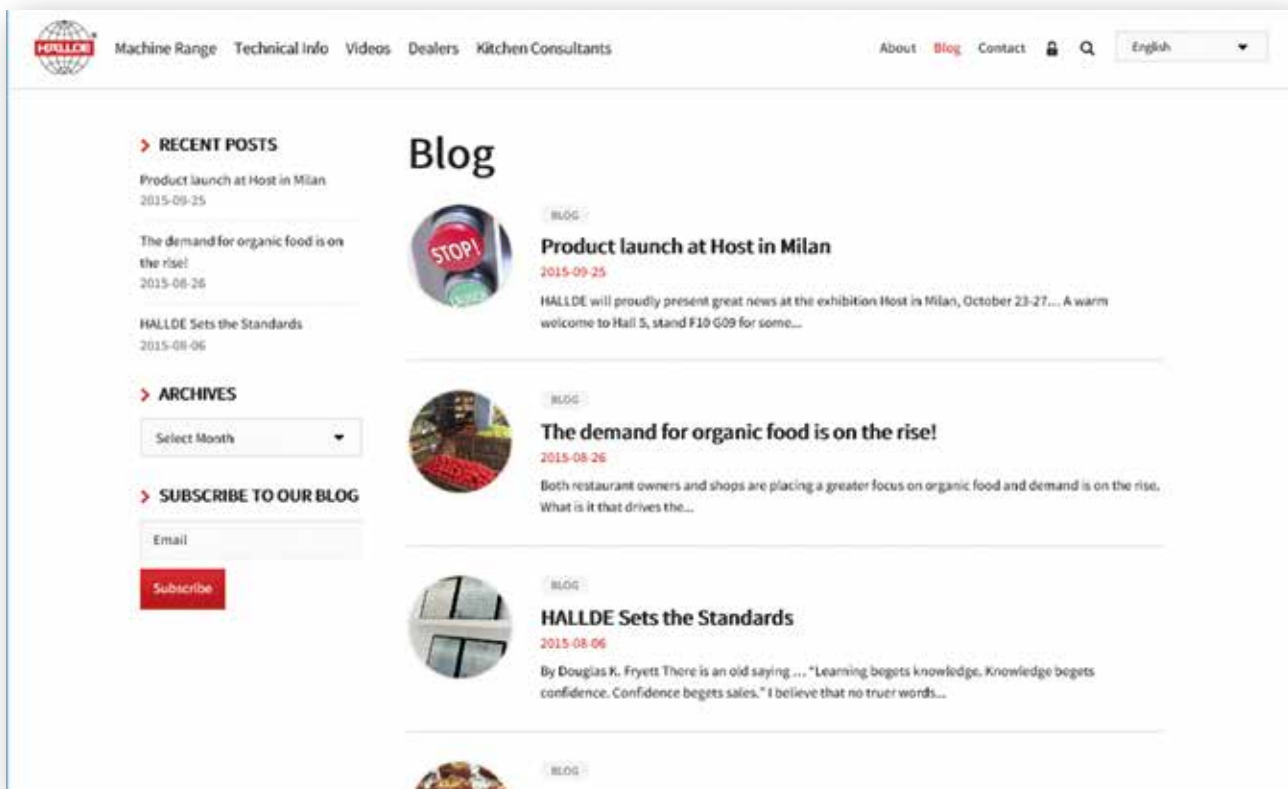 HALLDE
Machine Range Technical Info Videos Dealers Kitchen Consultants
About Blog Contact
English
RECENT POSTS
Product launch at Host in Milan
2015-09-25
The demand for organic food is on
the rise!
2015-08-26
HALLDE Sets the Standards
2015-08-06
ARCHIVES
Select Month
SUBSCRIBE TO OUR BLOG
Email
Subscribe
Blog
STOP!
BLOG
Product launch at Host in Milan
2015-09-25
HALLDE will proudly present great news at the exhibition Host in Milan, October 23-27... A warm
welcome to Hall 5, stand F10 G09 for some...
BLOG
The demand for organic food is on the rise!
2015-08-26
Both restaurant owners and shops are placing a greater focus on organic food and demand is on the rise.
What is it that drives the...
BLOG
HALLDE Sets the Standards
2015-08-06
By Douglas K. Fryett There is an old saying ... “Learning begets knowledge. Knowledge begets
confidence. Confidence begets sales.” I believe that no truer words...
BLOG